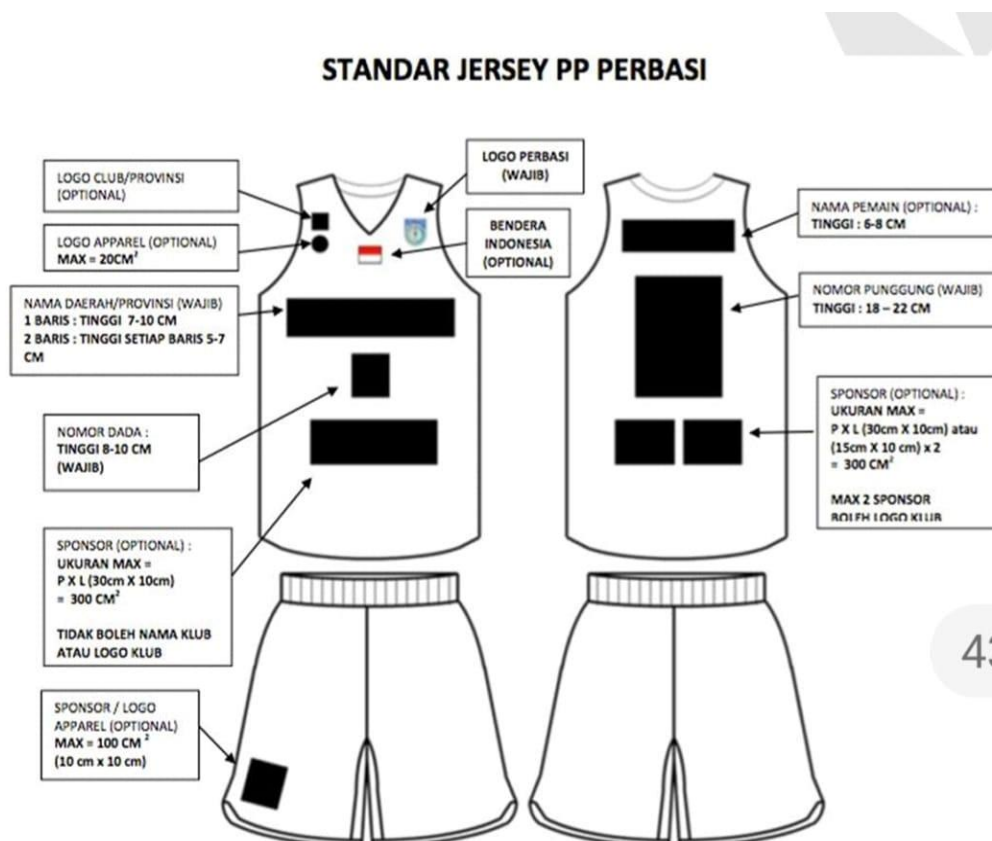 STANDAR JERSEY PP PERBASI
LOGO CLUB/PROVINSI
(OPTIONAL)
LOGO APPAREL (OPTIONAL)
MAX = 20CM²
NAMA DAERAH/PROVINSI (WAJIB)
1 BARIS : TINGGI 7-10 CM
2 BARIS : TINGGI SETIAP BARIS 5-7
CM
NOMOR DADA :
TINGGI 8-10 CM
(WAJIB)
SPONSOR (OPTIONAL) :
UKURAN MAX =
P X L (30cm X 10cm)
= 300 CM²
TIDAK BOLEH NAMA KLUB
ATAU LOGO KLUB
SPONSOR / LOGO
APPAREL (OPTIONAL)
MAX = 100 CM ²
(10 cm x 10 cm)
LOGO PERBASI
(WAJIB)
BENDERA
INDONESIA
(OPTIONAL)
NAMA PEMAIN (OPTIONAL) :
TINGGI : 6-8 CM
NOMOR PUNGGUNG (WAJIB)
TINGGI : 18 – 22 CM
SPONSOR (OPTIONAL) :
UKURAN MAX =
P X L (30cm X 10cm) atau
(15cm X 10 cm) x 2
= 300 CM²
MAX 2 SPONSOR
BOLEH LOGO KLUB